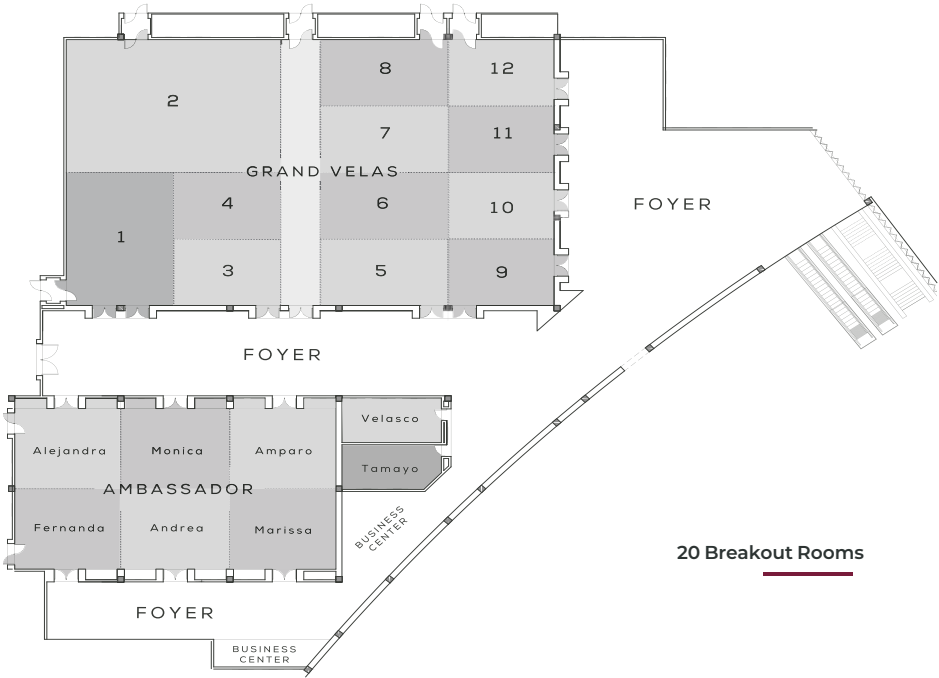 8
12
2
7
11
GRAND VELAS
4
6
10
FOYER
1
3
5
9
FOYER
Velasco
Alejandra
Monica
Amparo
Tamayo
AMBASSADOR
Fernanda
Andrea
Marissa
BUSINESS
CENTER
20 Breakout Rooms
FOYER
BUSINESS
CENTER